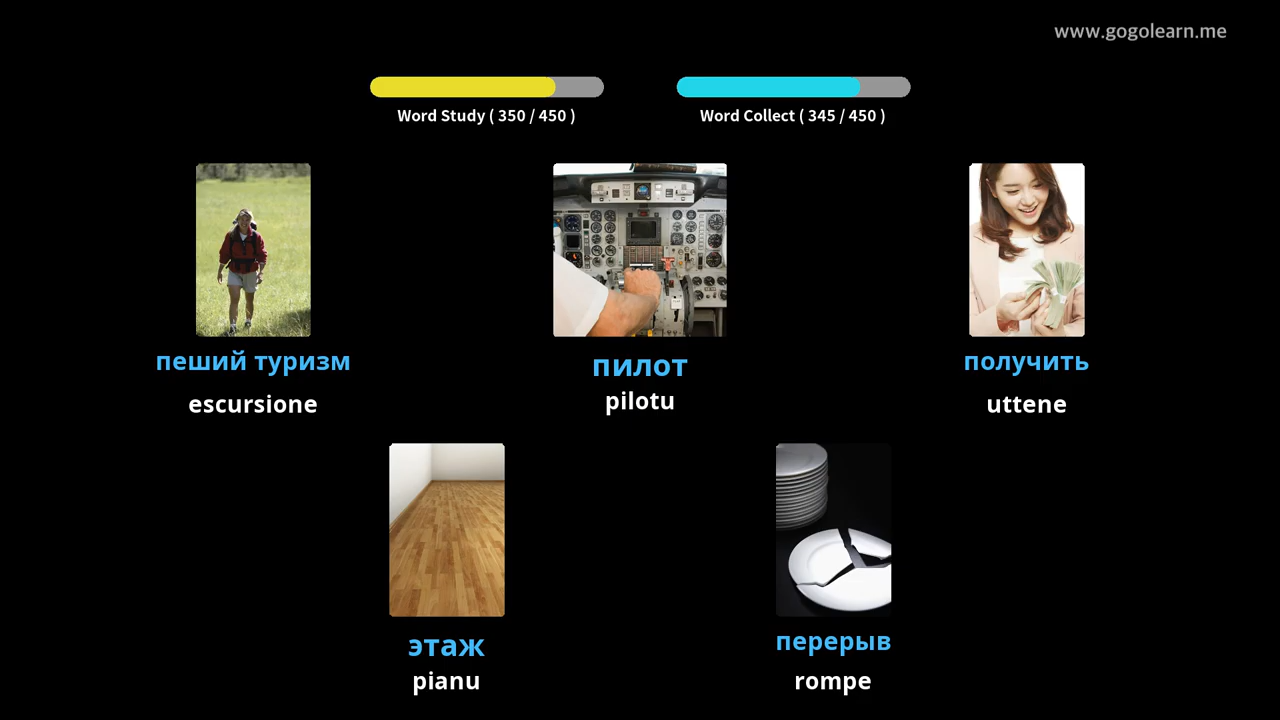 www.gogolearn.me
Word Study ( 350 / 450 )
Word Collect ( 345 / 450 )
пеший туризм
escursione
пилот
pilotu
получить
uttene
этаж
pianu
перерыв
rompe